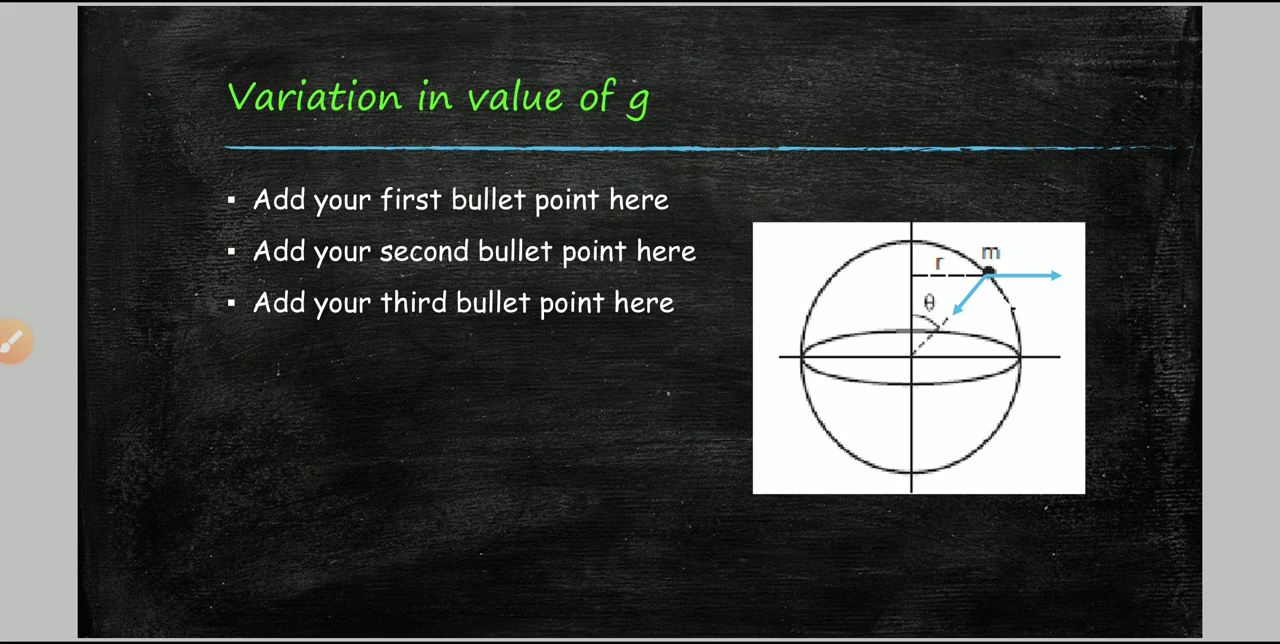 Variation in value of g
▪ Add your first bullet point here
▪ Add your second bullet point here
▪ Add your third bullet point here
m
r
θ